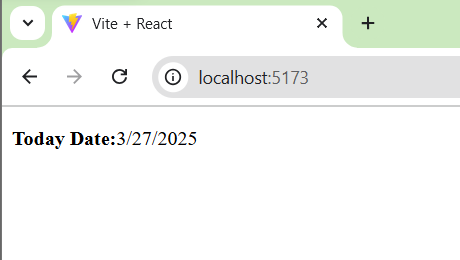 Vite + React
localhost:5173
Today Date:3/27/2025